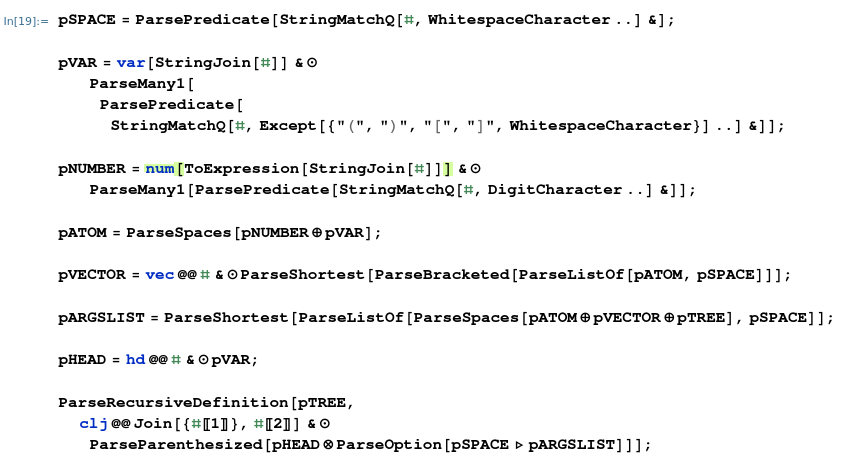 In[19]:= pSPACE = ParsePredicate[StringMatchQ[#, WhitespaceCharacter ..] &];
pVAR = var[StringJoin[#]] &⊙
ParseMany1[
ParsePredicate[
StringMatchQ[#, Except[{"(", ")", "[", "]", WhitespaceCharacter}] ..] &]];
pNUMBER = num[ToExpression[StringJoin[#]]] &⊙
ParseMany1[ParsePredicate[StringMatchQ[#, DigitCharacter ..] &]];
pATOM = ParseSpaces[pNUMBER⊕pVAR];
pVECTOR = vec@@# &⊙ParseShortest[ParseBracketed[ParseListOf[pATOM, pSPACE]]];
pARGSLIST = ParseShortest[ParseListOf[ParseSpaces[pATOM⊕pVECTOR⊕pTREE], pSPACE]];
pHEAD = hd@@# &⊙pVAR;
ParseRecursiveDefinition[pTREE,
clj@@Join[{#〚1〛}, #〚2〛] &⊙
ParseParenthesized[pHEAD⊗ParseOption[pSPACE ▹ pARGSLIST]]];